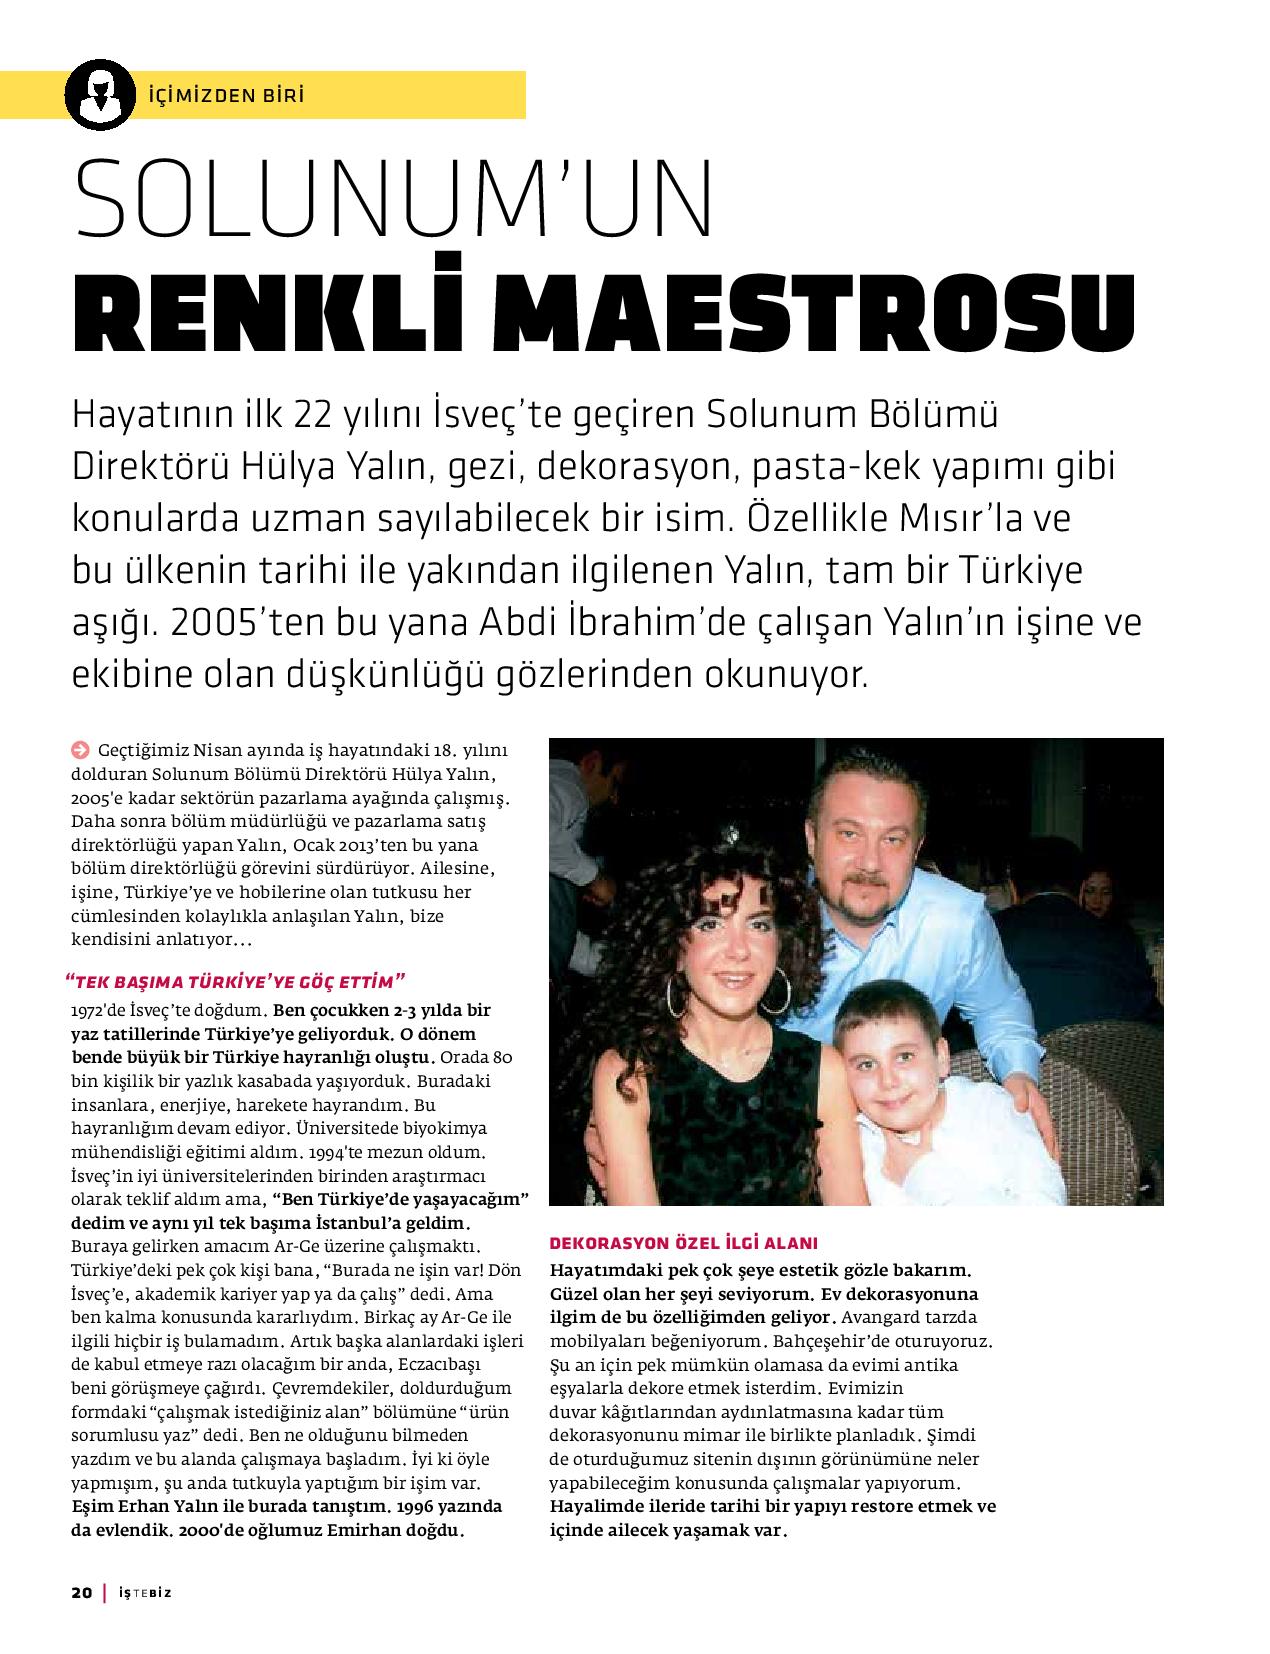 İÇİMİZDEN BİRİ
SOLUNUM’UN
RENKLİ MAESTROSU
Hayatının ilk 22 yılını İsveç’te geçiren Solunum Bölümü
Direktörü Hülya Yalın, gezi, dekorasyon, pasta-kek yapımı gibi
konularda uzman sayılabilecek bir isim. Özellikle Mısır’la ve
bu ülkenin tarihi ile yakından ilgilenen Yalın, tam bir Türkiye
aşığı. 2005’ten bu yana Abdi İbrahim’de çalışan Yalın’ın işine ve
ekibine olan düşkünlüğü gözlerinden okunuyor.
Geçtiğimiz Nisan ayında iş hayatındaki 18. yılını
dolduran Solunum Bölümü Direktörü Hülya Yalın,
2005'e kadar sektörün pazarlama ayağında çalışmış.
Daha sonra bölüm müdürlüğü ve pazarlama satış
direktörlüğü yapan Yalın, Ocak 2013’ten bu yana
bölüm direktörlüğü görevini sürdürüyor. Ailesine,
işine, Türkiye’ye ve hobilerine olan tutkusu her
cümlesinden kolaylıkla anlaşılan Yalın, bize
kendisini anlatıyor…
“TEK BAŞIMA TÜRKİYE’YE GÖÇ ETTİM”
1972'de İsveç’te doğdum. Ben çocukken 2-3 yılda bir
yaz tatillerinde Türkiye’ye geliyorduk. O dönem
bende büyük bir Türkiye hayranlığı oluştu. Orada 80
bin kişilik bir yazlık kasabada yaşıyorduk. Buradaki
insanlara, enerjiye, harekete hayrandım. Bu
hayranlığım devam ediyor. Üniversitede biyokimya
mühendisliği eğitimi aldım. 1994'te mezun oldum.
İsveç’in iyi üniversitelerinden birinden araştırmacı
olarak teklif aldım ama, “Ben Türkiye’de yaşayacağım”
dedim ve aynı yıl tek başıma İstanbul’a geldim.
Buraya gelirken amacım Ar-Ge üzerine çalışmaktı.
Türkiye’deki pek çok kişi bana, “Burada ne işin var! Dön
İsveç’e, akademik kariyer yap ya da çalış” dedi. Ama
ben kalma konusunda kararlıydım. Birkaç ay Ar-Ge ile
ilgili hiçbir iş bulamadım. Artık başka alanlardaki işleri
de kabul etmeye razı olacağım bir anda, Eczacıbaşı
beni görüşmeye çağırdı. Çevremdekiler, doldurduğum
formdaki “çalışmak istediğiniz alan” bölümüne “ürün
sorumlusu yaz” dedi. Ben ne olduğunu bilmeden
yazdım ve bu alanda çalışmaya başladım. İyi ki öyle
yapmışım, şu anda tutkuyla yaptığım bir işim var.
Eşim Erhan Yalın ile burada tanıştım. 1996 yazında
da evlendik. 2000'de oğlumuz Emirhan doğdu.
DEKORASYON ÖZEL İLGİ ALANI
Hayatımdaki pek çok şeye estetik gözle bakarım.
Güzel olan her şeyi seviyorum. Ev dekorasyonuna
ilgim de bu özelliğimden geliyor. Avangard tarzda
mobilyaları beğeniyorum. Bahçeşehir’de oturuyoruz.
Şu an için pek mümkün olamasa da evimi antika
eşyalarla dekore etmek isterdim. Evimizin
duvar kâğıtlarından aydınlatmasına kadar tüm
dekorasyonunu mimar ile birlikte planladık. Şimdi
de oturduğumuz sitenin dışının görünümüne neler
yapabileceğim konusunda çalışmalar yapıyorum.
Hayalimde ileride tarihi bir yapıyı restore etmek ve
içinde ailecek yaşamak var.
20 | İŞTEBİZ